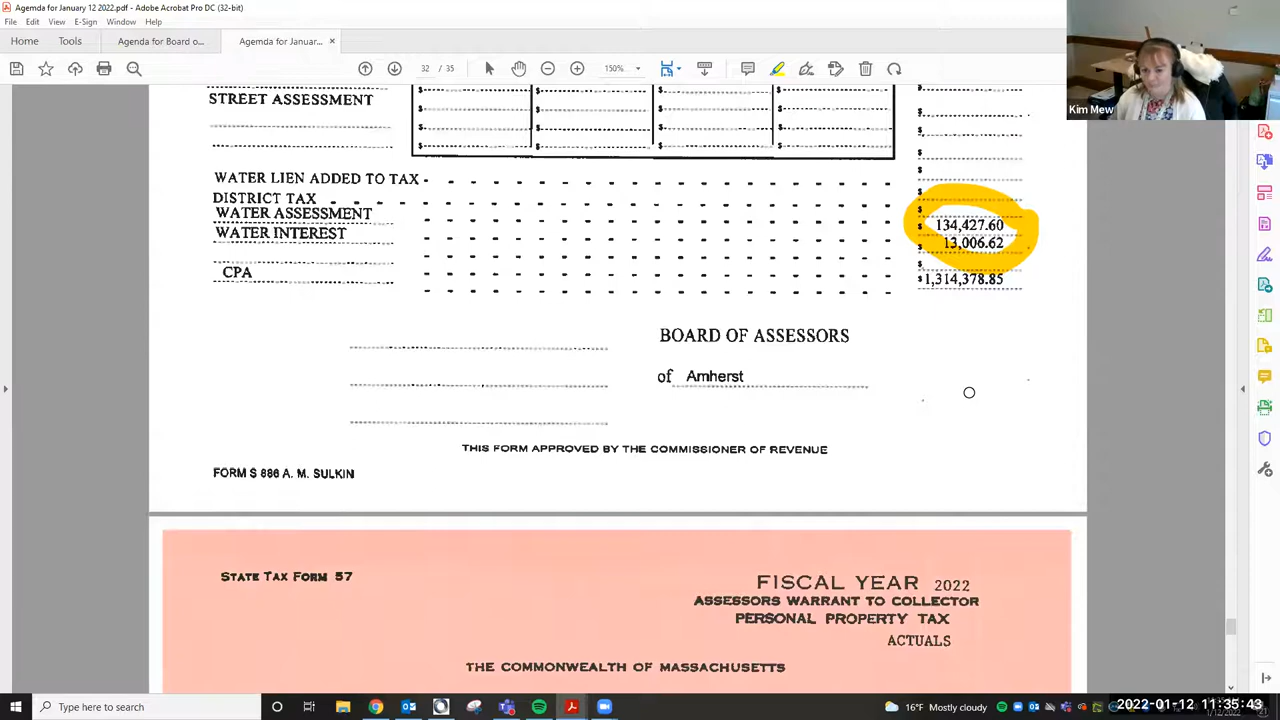 Agemda for January 12 2022.pdf - Adobe Acrobat Pro DC (32-bit)
File Edit View E-Sign Window Help
Home Tools Agemda for Board o... Agemda for Januar... ×
32 / 35 150%
Kim Mew
STREET ASSESSMENT
WATER LIEN ADDED TO TAX
DISTRICT TAX
WATER ASSESSMENT $ 134,427.60
WATER INTEREST $ 13,006.62
CPA $1,314,378.85
BOARD OF ASSESSORS
of Amherst
THIS FORM APPROVED BY THE COMMISSIONER OF REVENUE
FORM S 886 A. M. SULKIN
STATE TAX FORM 57
FISCAL YEAR 2022
ASSESSORS WARRANT TO COLLECTOR
PERSONAL PROPERTY TAX
ACTUALS
THE COMMONWEALTH OF MASSACHUSETTS
Type here to search
16°F Mostly cloudy
2022-01-12 11:35:43